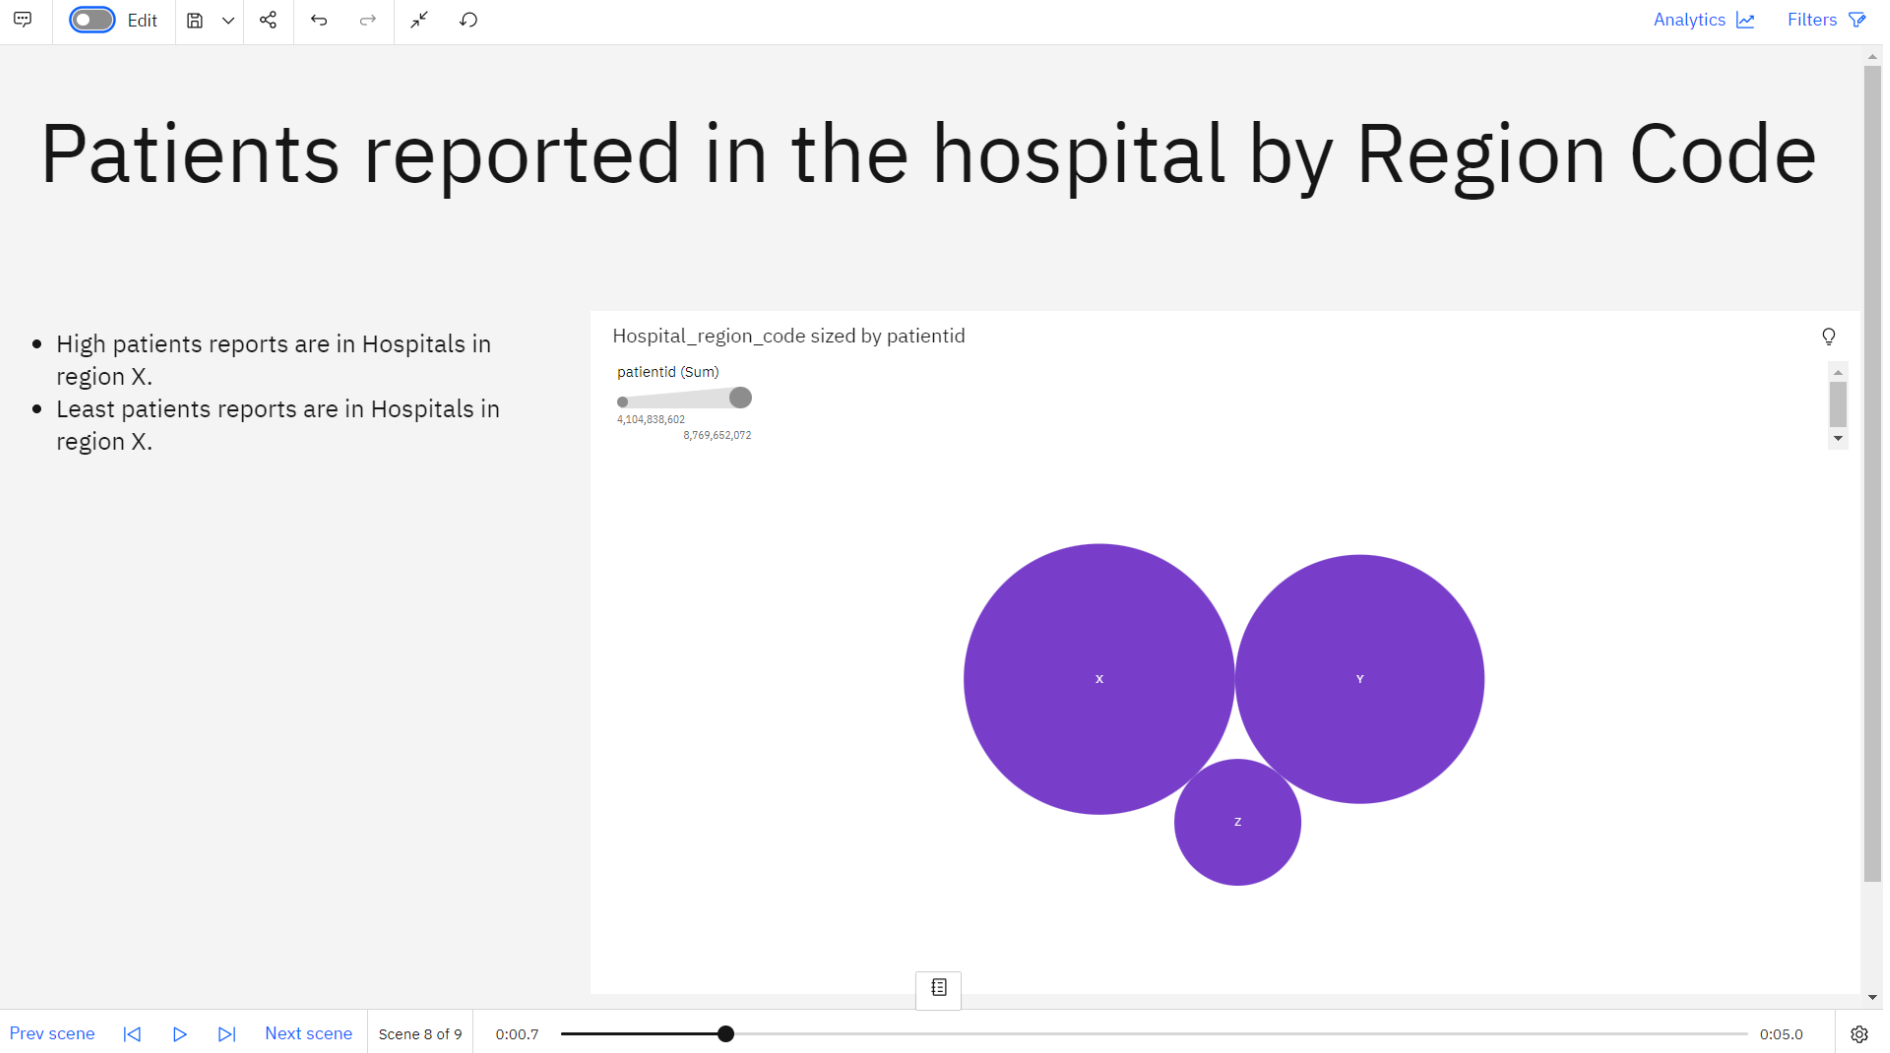 Edit
Analytics
Filters
Patients reported in the hospital by Region Code
• High patients reports are in Hospitals in
region X.
• Least patients reports are in Hospitals in
region X.
Hospital_region_code sized by patientid
patientid (Sum)
4,104,838,602
8,769,652,072
X
Y
Z
Prev scene
Next scene
Scene 8 of 9
0:00.7
0:05.0